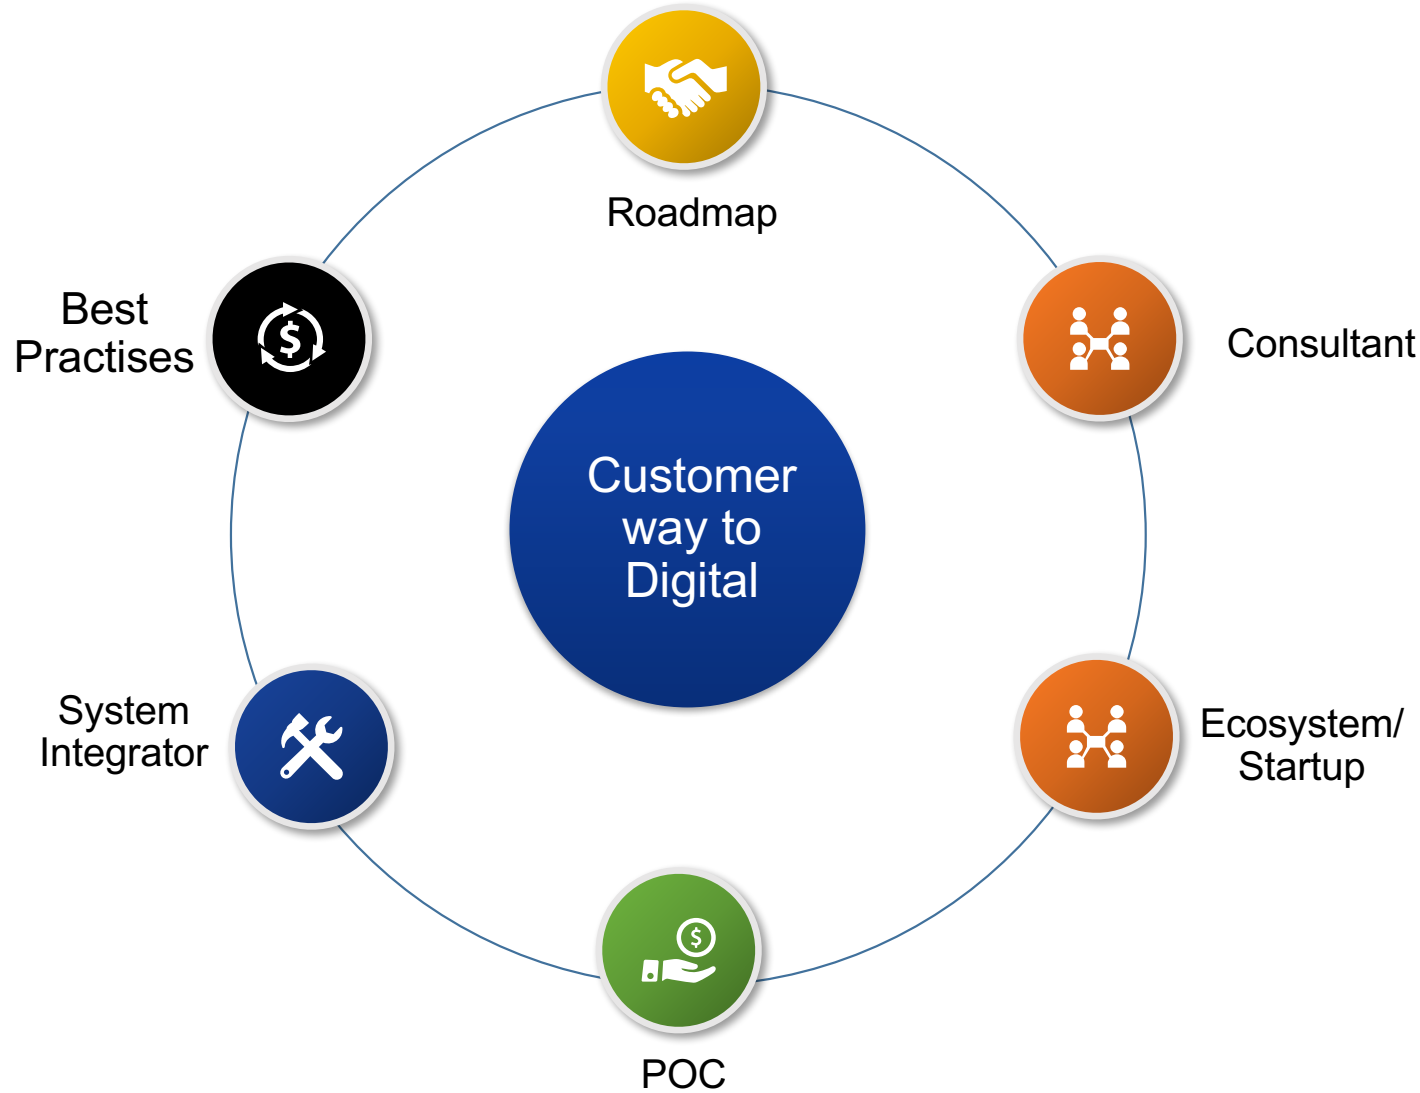 Roadmap
Best
Practises
Consultant
Customer
way to
Digital
System
Integrator
Ecosystem/
Startup
POC
$
$